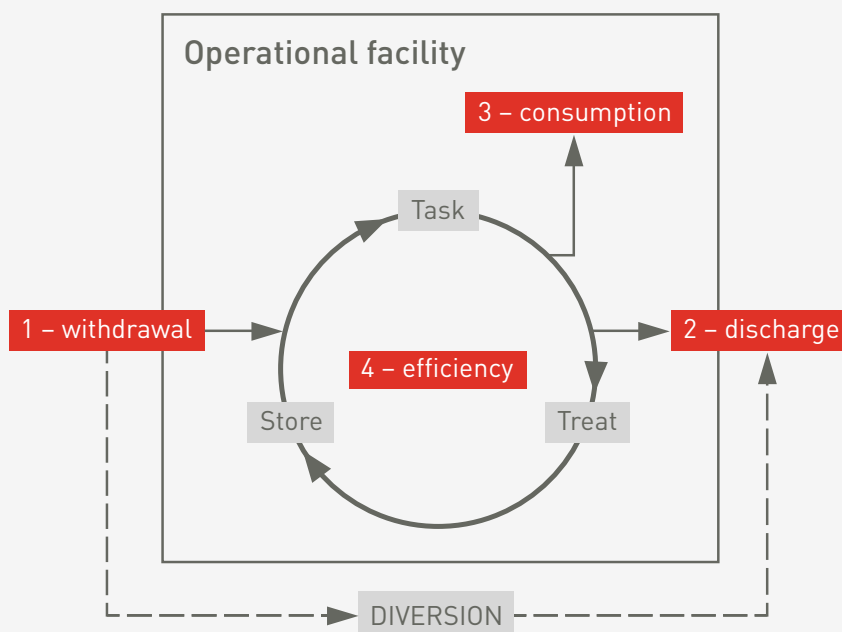 Operational facility
3 – consumption
Task
1 – withdrawal
2 – discharge
4 – efficiency
Store
Treat
DIVERSION